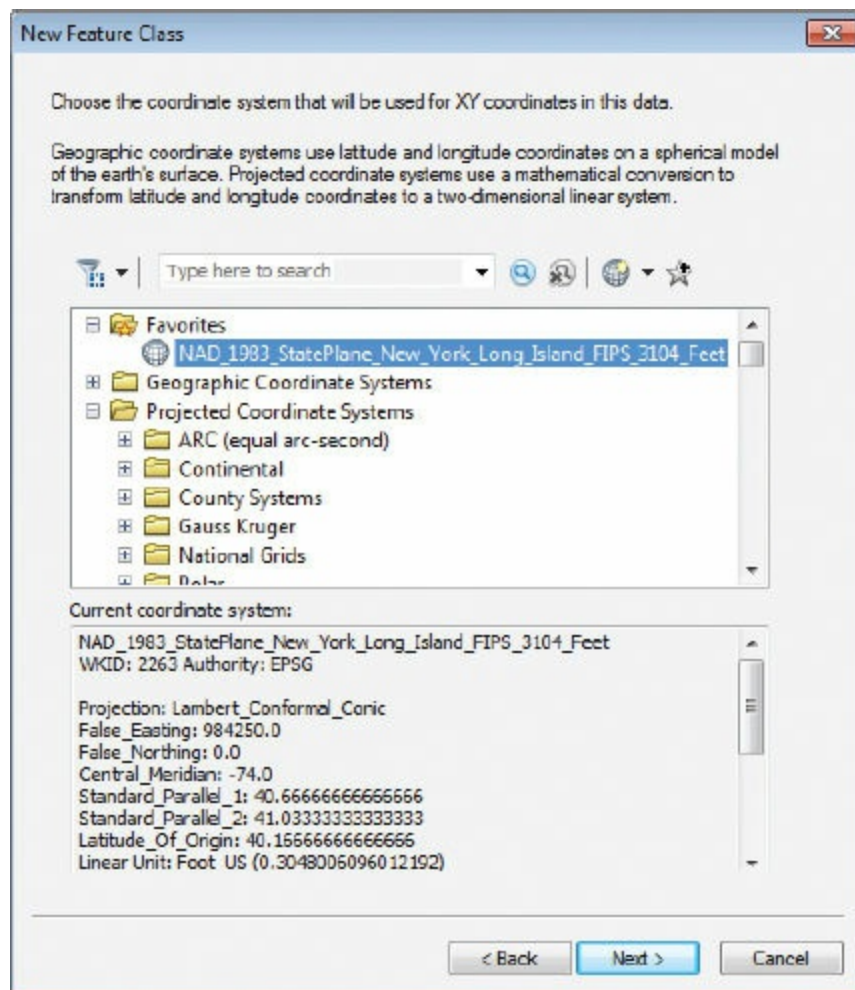 New Feature Class
Choose the coordinate system that will be used for XY coordinates in this data.
Geographic coordinate systems use latitude and longitude coordinates on a spherical model
of the earth's surface. Projected coordinate systems use a mathematical conversion to
transform latitude and longitude coordinates to a two-dimensional linear system.
Type here to search
Favorites
NAD_1983_StatePlane_New_York_Long_Island_FIPS_3104_Feet
Geographic Coordinate Systems
Projected Coordinate Systems
ARC (equal arc-second)
Continental
County Systems
Gauss Kruger
National Grids
Polar
Current coordinate system:
NAD_1983_StatePlane_New_York_Long_Island_FIPS_3104_Feet
WKID: 2263 Authority: EPSG
Projection: Lambert_Conformal_Conic
False_Easting: 984250.0
False_Northing: 0.0
Central_Meridian: -74.0
Standard_Parallel_1: 40.66666666666666
Standard_Parallel_2: 41.03333333333333
Latitude_Of_Origin: 40.16666666666666
Linear Unit: Foot_US (0.3048006096012192)
< Back
Next >
Cancel